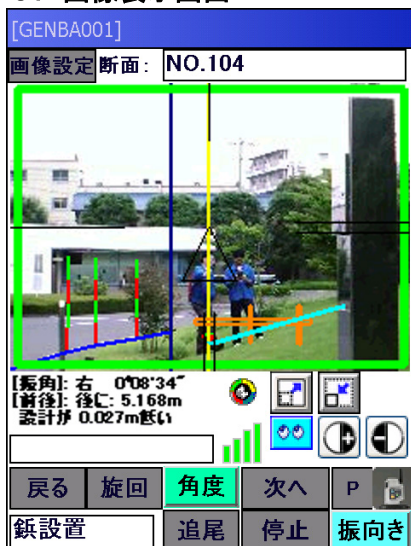 [GENBA001]
画像設定 断面: NO.104
[振角]: 右 0°08'34"
[前後]: 後に: 5.168m
設計が 0.027m低い
戻る 旋回 角度 次へ P
鋲設置 追尾 停止 振向き